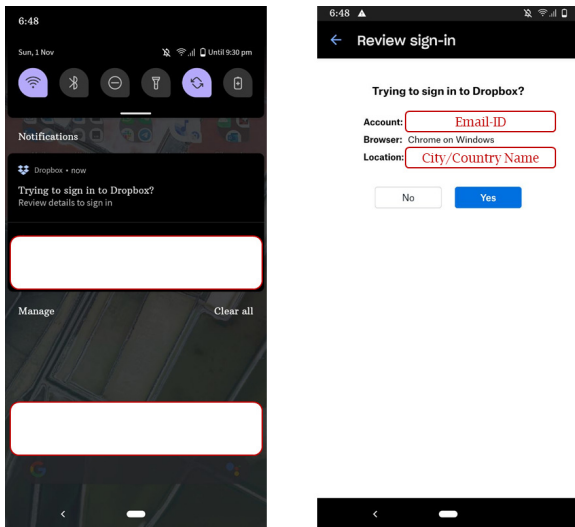 6:48
Sun, 1 Nov
Until 9:30 pm
Notifications
Dropbox • now
Trying to sign in to Dropbox?
Review details to sign in
Manage
Clear all
G
6:48
Review sign-in
Trying to sign in to Dropbox?
Account: Email-ID
Browser: Chrome on Windows
Location: City/Country Name
No
Yes